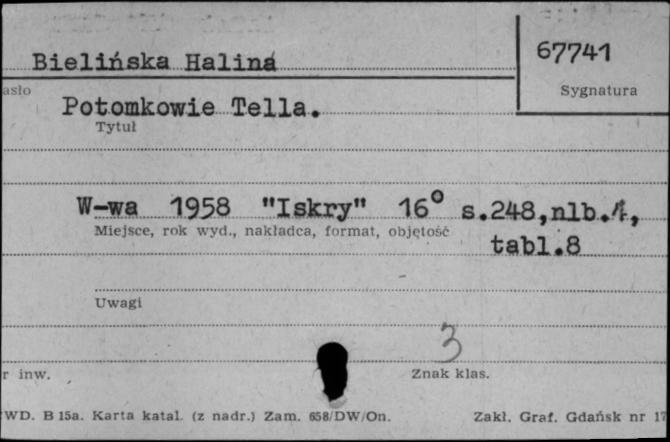 Bielińska Halina
67741
asło
Sygnatura
Potomkowie Tella.
Tytuł
W-wa 1958 "Iskry" 16° s.248,nlb.4,
Miejsce, rok wyd., nakładca, format, objętość
tabl.8
Uwagi
3
r inw.
Znak klas.
WD. B 15a. Karta katal. (z nadr.) Zam. 658/DW/On.
Zakł. Graf. Gdańsk nr 17